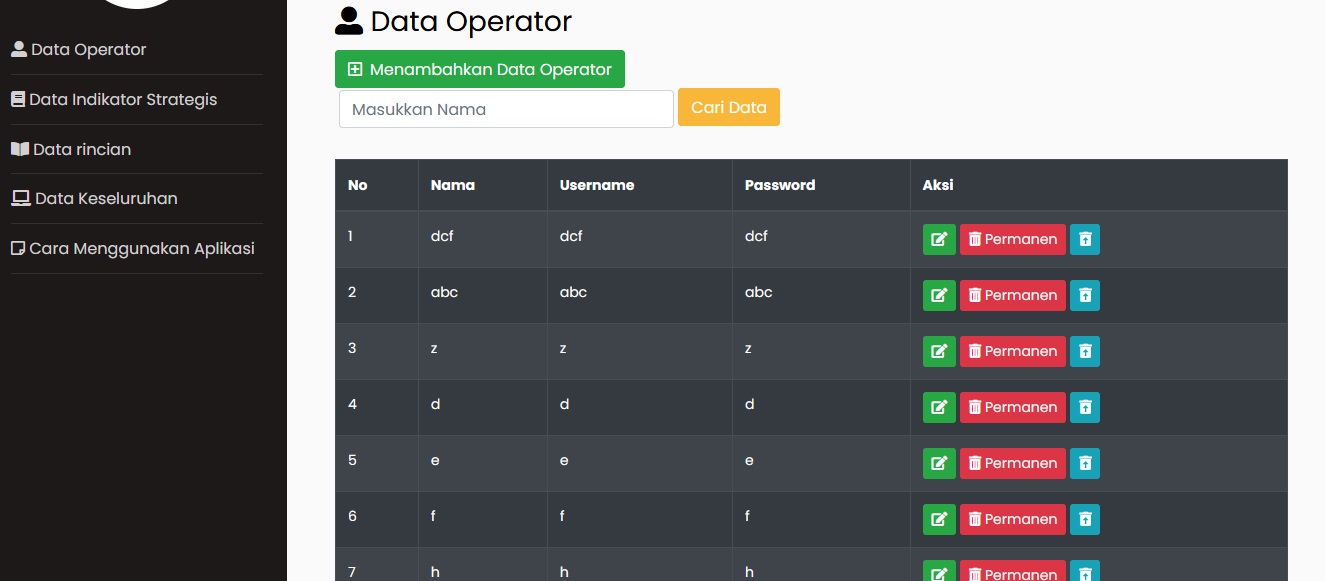 Data Operator
Data Indikator Strategis
Data rincian
Data Keseluruhan
Cara Menggunakan Aplikasi
Data Operator
Menambahkan Data Operator
Masukkan Nama Cari Data
No Nama Username Password Aksi
1 dcf dcf dcf Permanen
2 abc abc abc Permanen
3 z z z Permanen
4 d d d Permanen
5 e e e Permanen
6 f f f Permanen
7 h h h Permanen